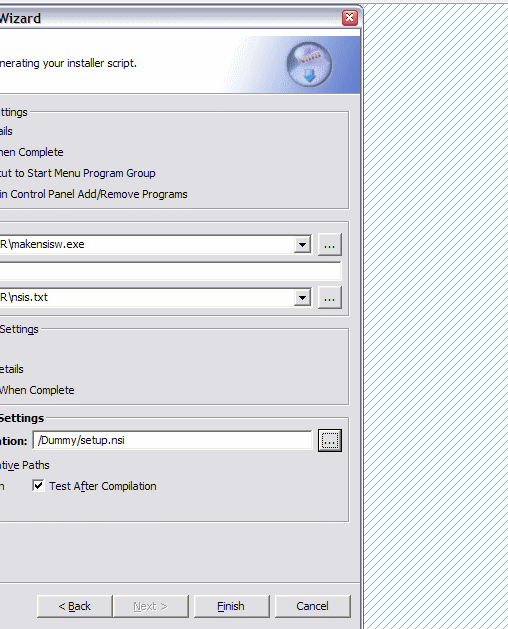 Wizard
nerating your installer script.
ttings
ails
hen Complete
cut to Start Menu Program Group
in Control Panel Add/Remove Programs
R\makensisw.exe
...
R\nsis.txt
...
Settings
etails
When Complete
Settings
ation: /Dummy/setup.nsi ...
ative Paths
n Test After Compilation
< Back Next > Finish Cancel